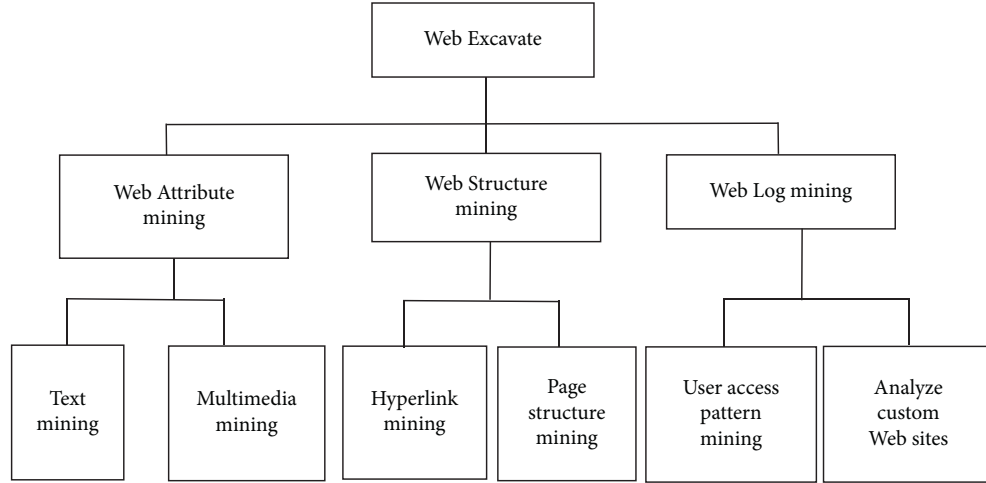 Web Excavate
Web Attribute
mining
Web Structure
mining
Web Log mining
Text
mining
Multimedia
mining
Hyperlink
mining
Page
structure
mining
User access
pattern
mining
Analyze
custom
Web sites